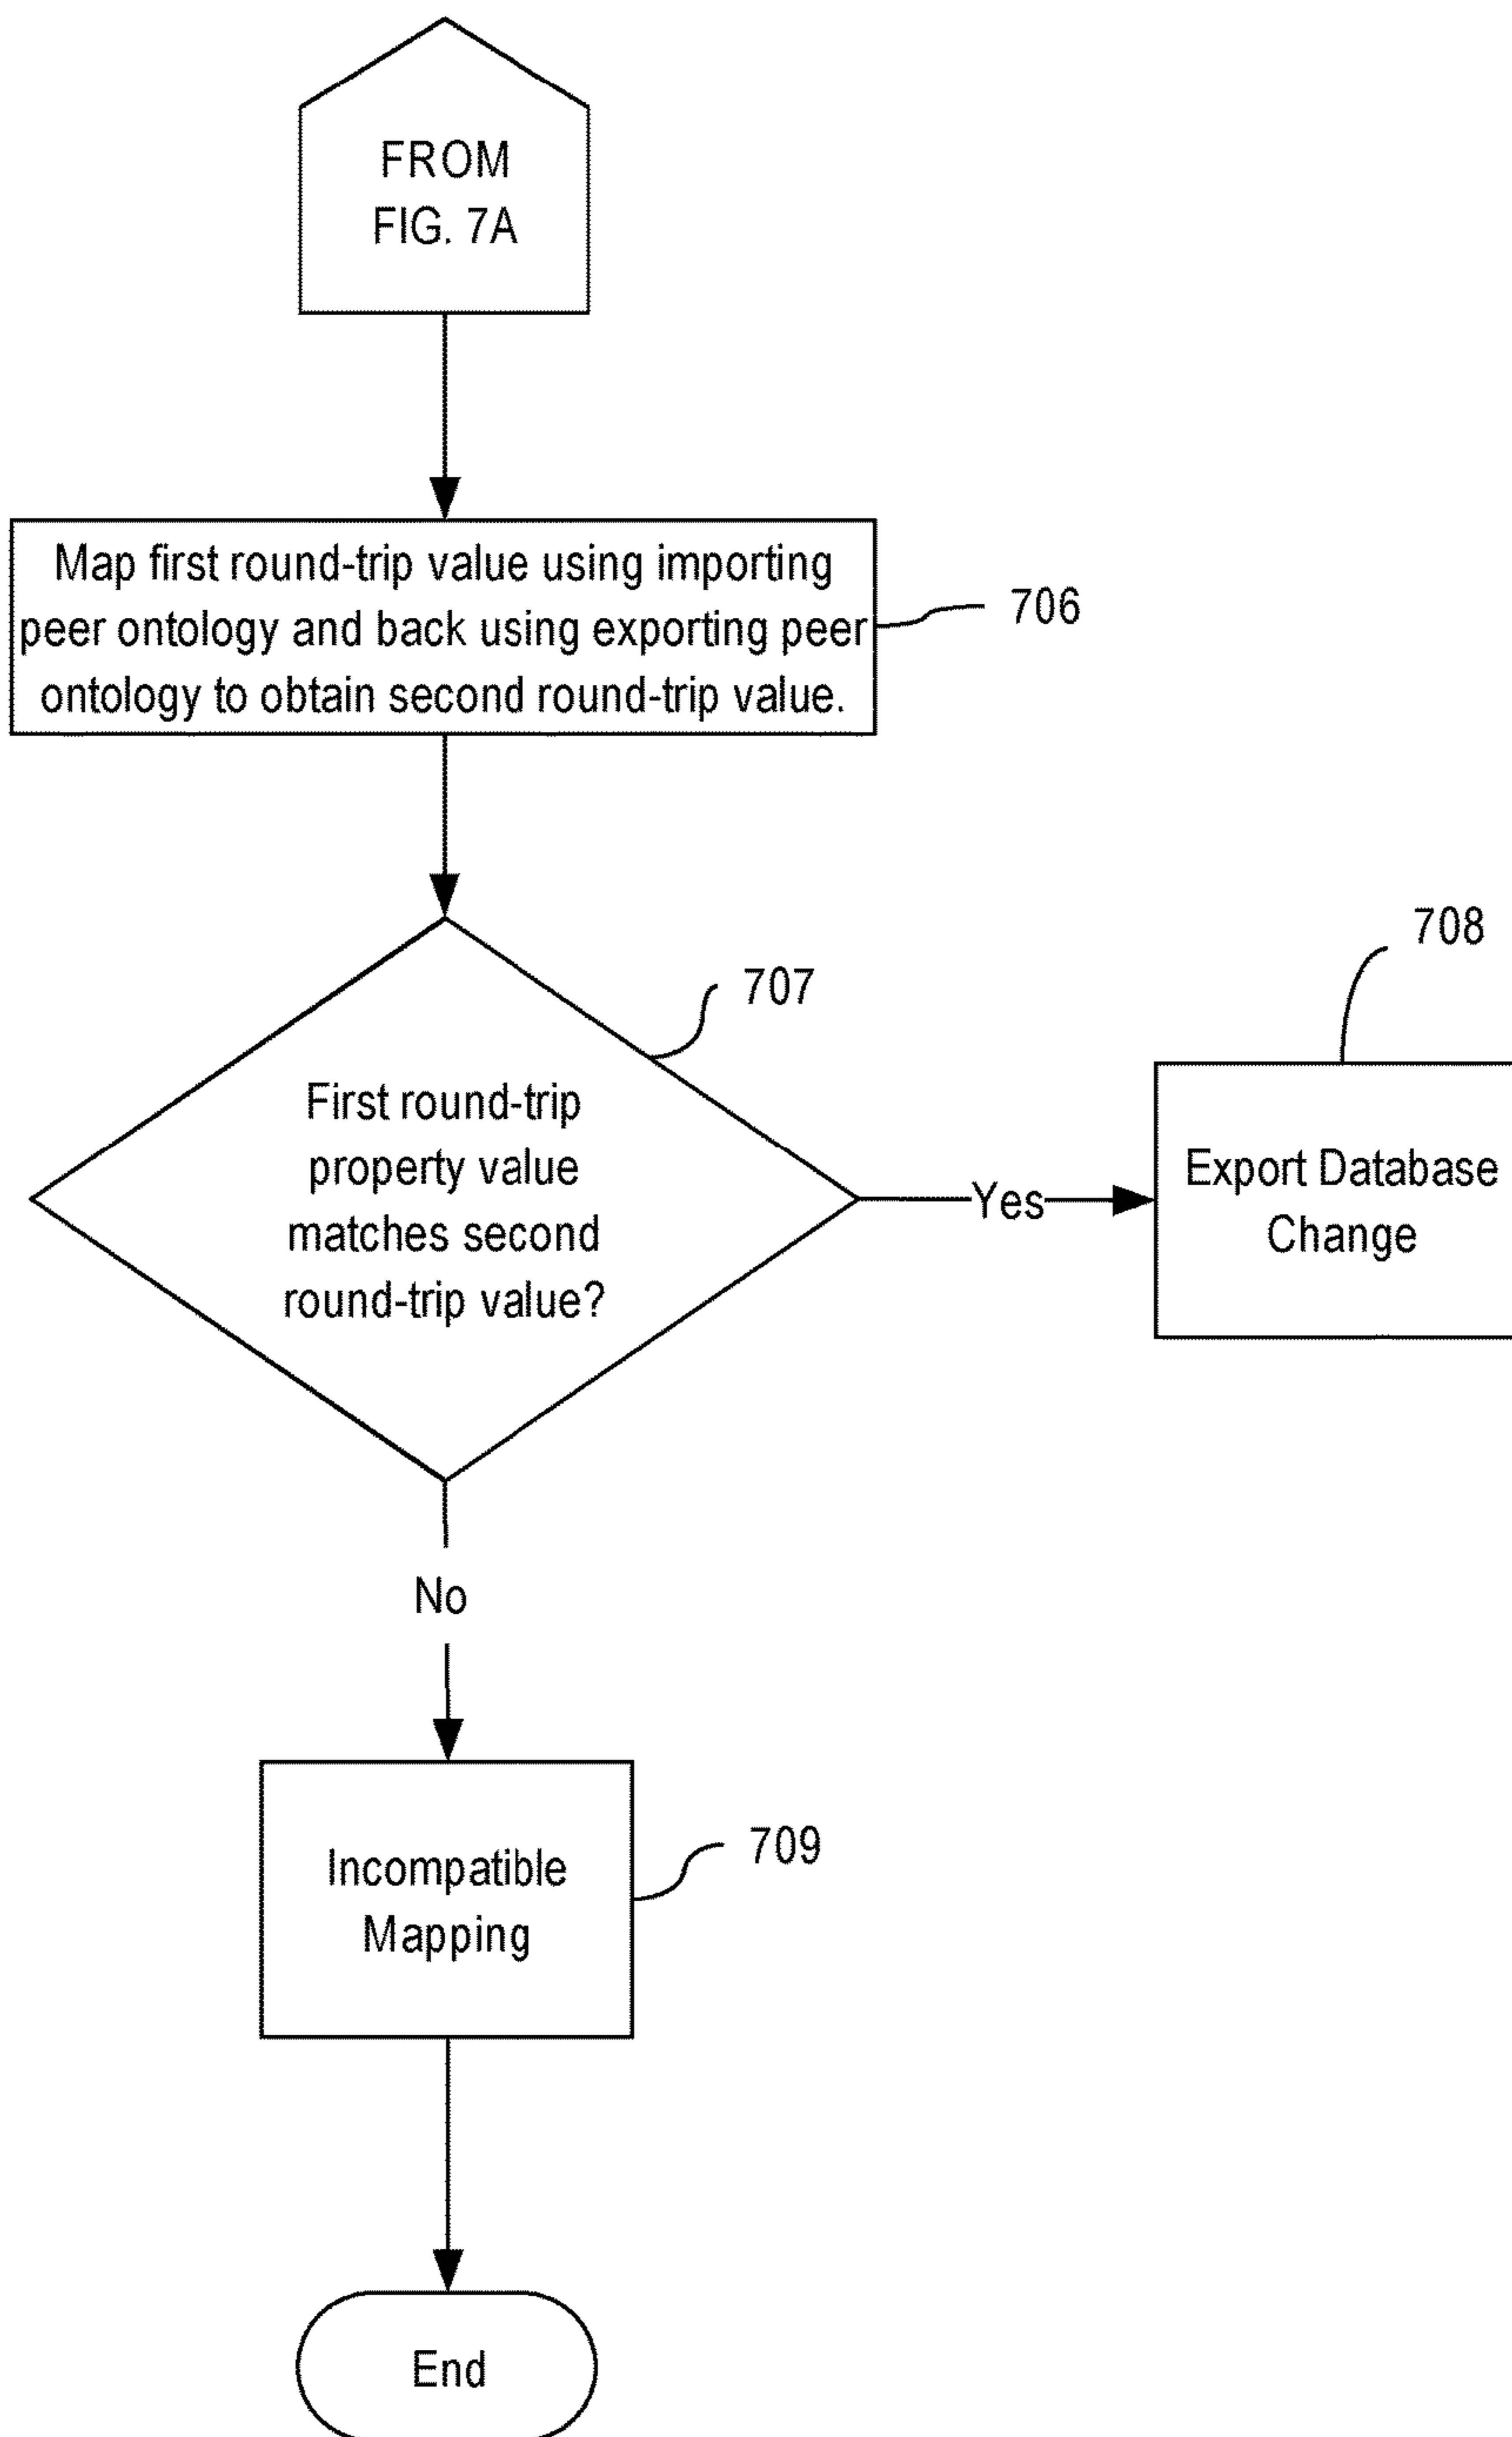 FROM
FIG. 7A
Map first round-trip value using importing
peer ontology and back using exporting peer
ontology to obtain second round-trip value.
706
707
First round-trip
property value
matches second
round-trip value?
Yes
708
Export Database
Change
No
Incompatible
Mapping
709
End